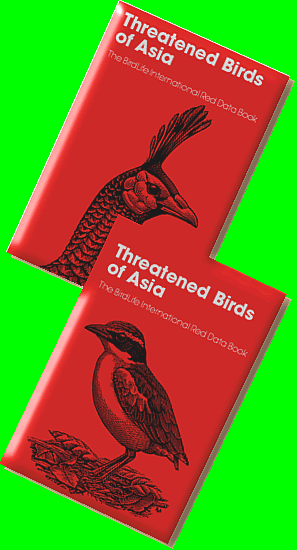 Threatened Birds
of Asia
The BirdLife International Red Data Book
Threatened Birds
of Asia
The BirdLife International Red Data Book